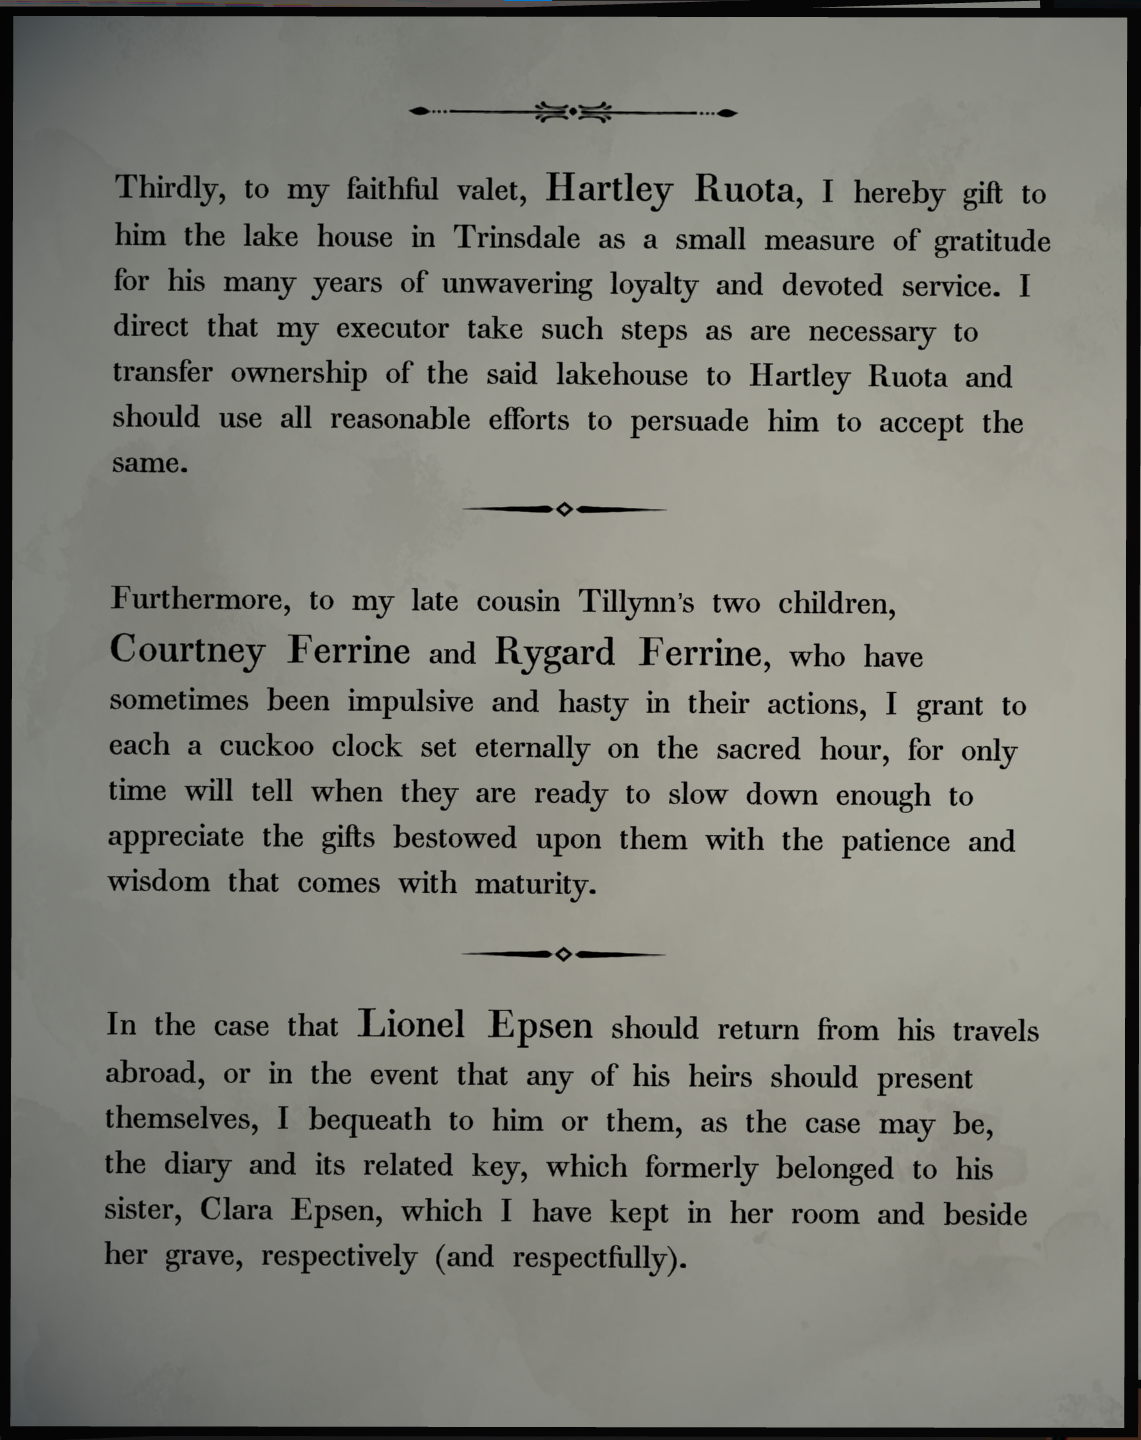 Thirdly, to my faithful valet, Hartley Ruota, I hereby gift to
him the lake house in Trinsdale as a small measure of gratitude
for his many years of unwavering loyalty and devoted service. I
direct that my executor take such steps as are necessary to
transfer ownership of the said lakehouse to Hartley Ruota and
should use all reasonable efforts to persuade him to accept the
same.
Furthermore, to my late cousin Tillynn's two children,
Courtney Ferrine and Rygard Ferrine, who have
sometimes been impulsive and hasty in their actions, I grant to
each a cuckoo clock set eternally on the sacred hour, for only
time will tell when they are ready to slow down enough to
appreciate the gifts bestowed upon them with the patience and
wisdom that comes with maturity.
In the case that Lionel Epsen should return from his travels
abroad, or in the event that any of his heirs should present
themselves, I bequeath to him or them, as the case may be,
the diary and its related key, which formerly belonged to his
sister, Clara Epsen, which I have kept in her room and beside
her grave, respectively (and respectfully).